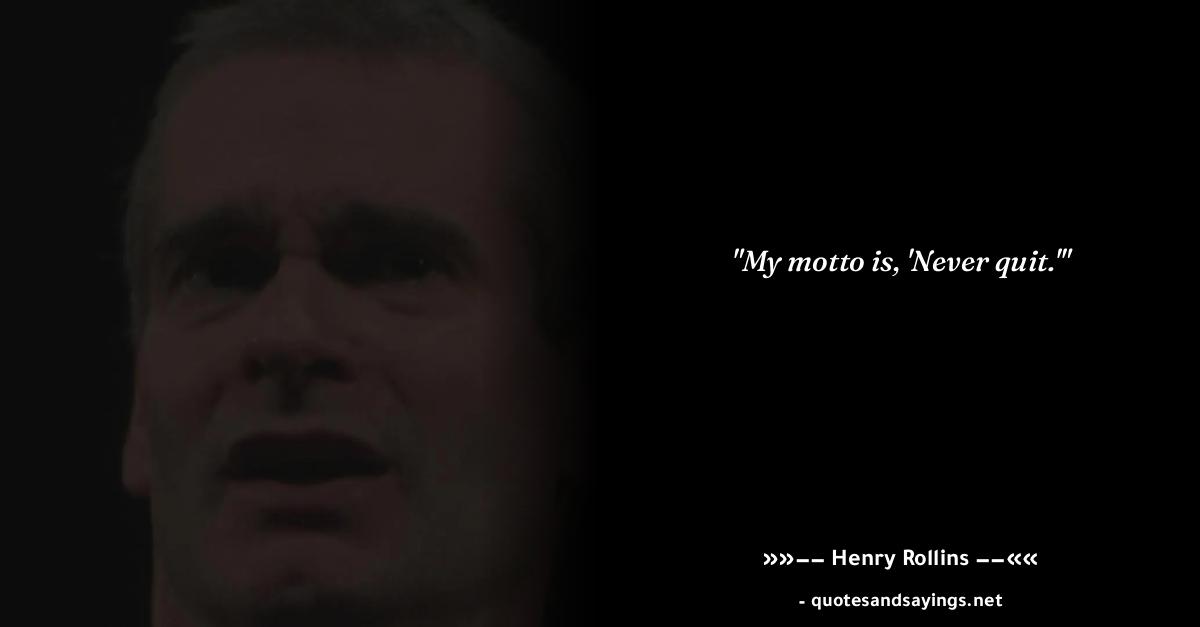 "My motto is, 'Never quit.'"
»»−− Henry Rollins −−««
- quotesandsayings.net